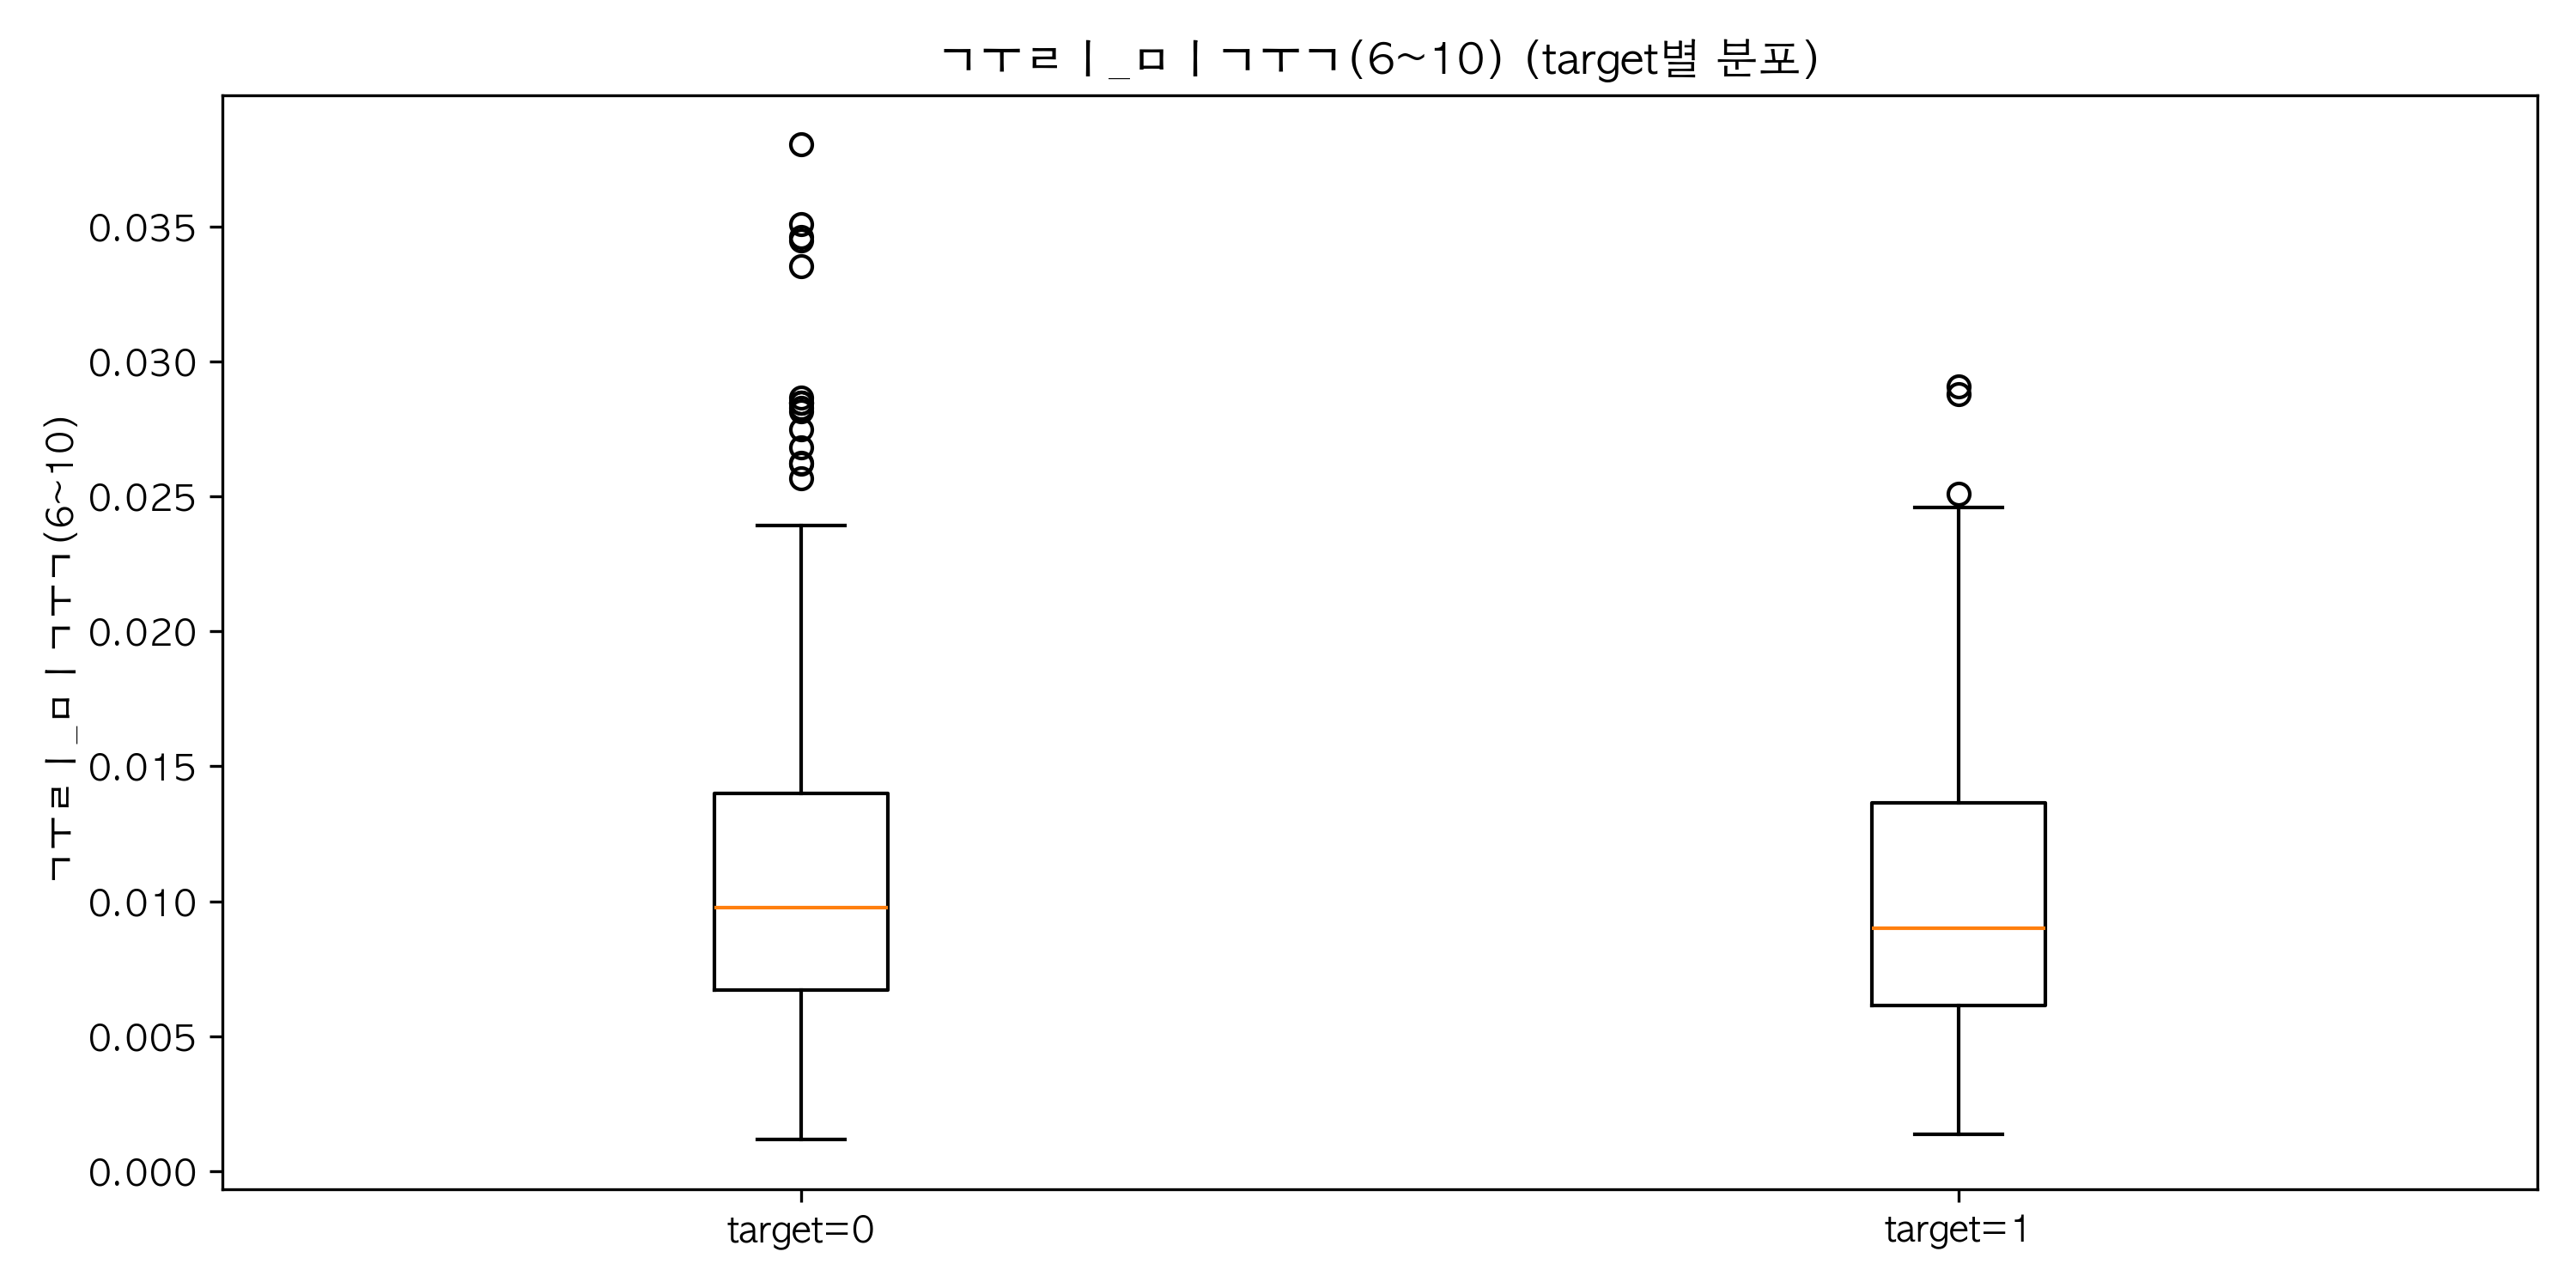 ㄱㅜㄹㅣ_ㅁㅣㄱㅜㄱ(6~10) (target별 분포)
ㄱㅜㄹㅣ_ㅁㅣㄱㅜㄱ(6~10)
0.035
0.030
0.025
0.020
0.015
0.010
0.005
0.000
target=0
target=1